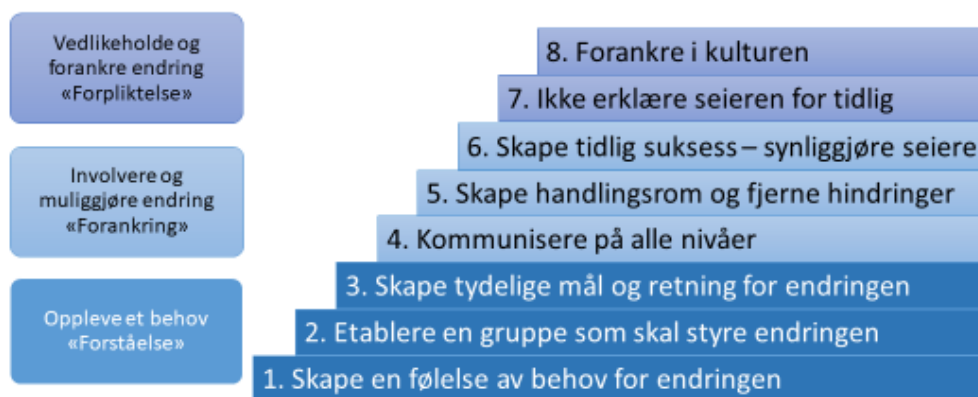 Vedlikeholde og
forankre endring
«Forpliktelse»
Involvere og
muliggjøre endring
«Forankring»
Oppleve et behov
«Forståelse»
8. Forankre i kulturen
7. Ikke erklære seieren for tidlig
6. Skape tidlig suksess – synliggjøre seiere
5. Skape handlingsrom og fjerne hindringer
4. Kommunisere på alle nivåer
3. Skape tydelige mål og retning for endringen
2. Etablere en gruppe som skal styre endringen
1. Skape en følelse av behov for endringen